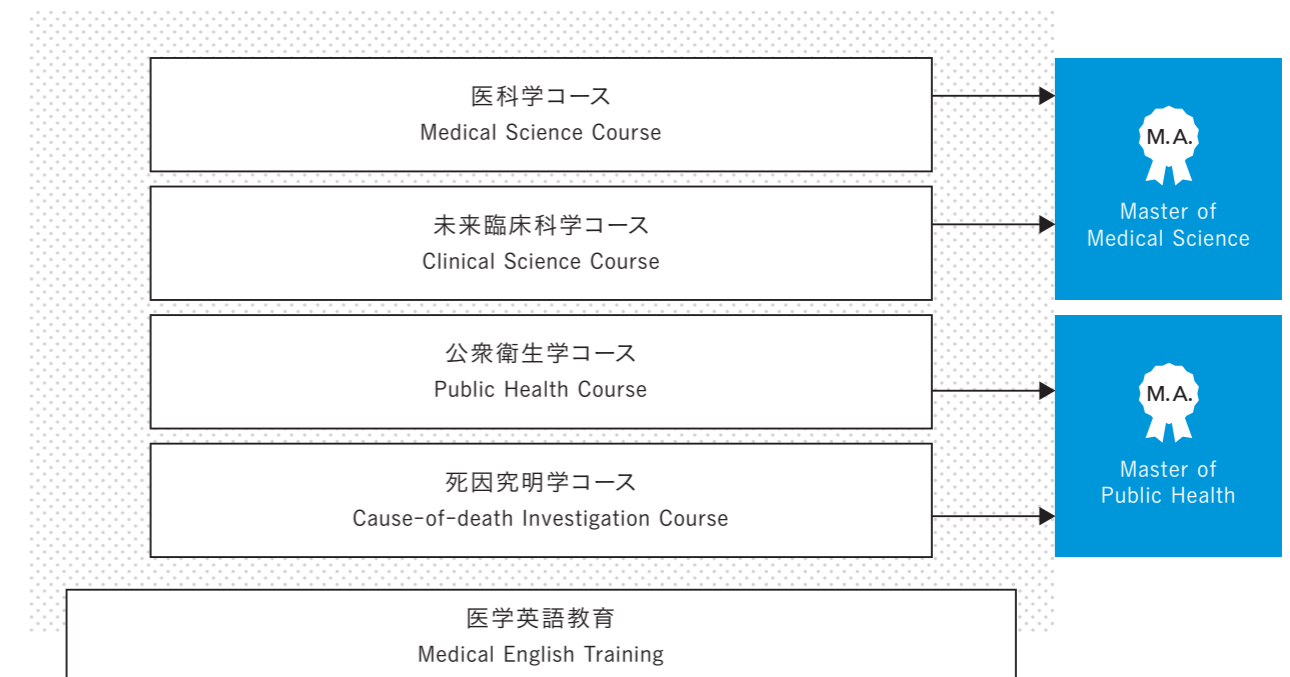 医科学コース
Medical Science Course
M.A.
Master of
Medical Science
未来臨床科学コース
Clinical Science Course
公衆衛生学コース
Public Health Course
M.A.
Master of
Public Health
死因究明学コース
Cause-of-death Investigation Course
医学英語教育
Medical English Training